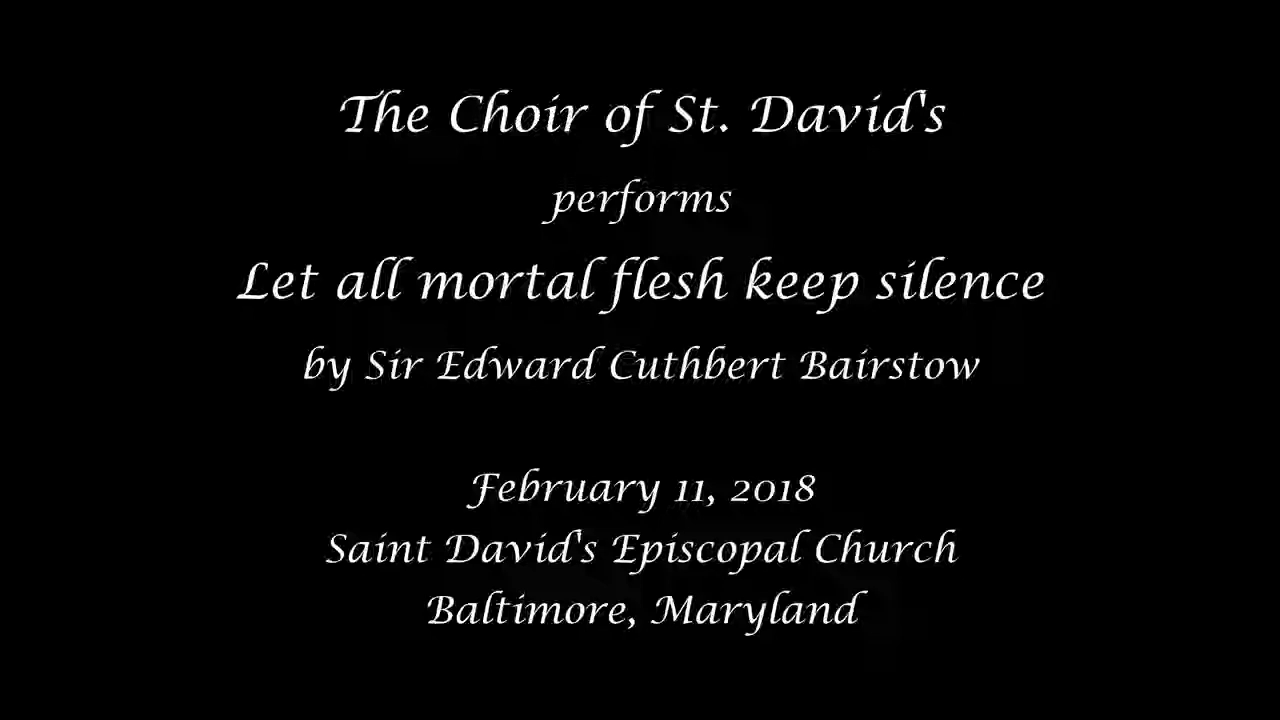 The Choir of St. David's
performs
Let all mortal flesh keep silence
by Sir Edward Cuthbert Bairstow
February 11, 2018
Saint David's Episcopal Church
Baltimore, Maryland